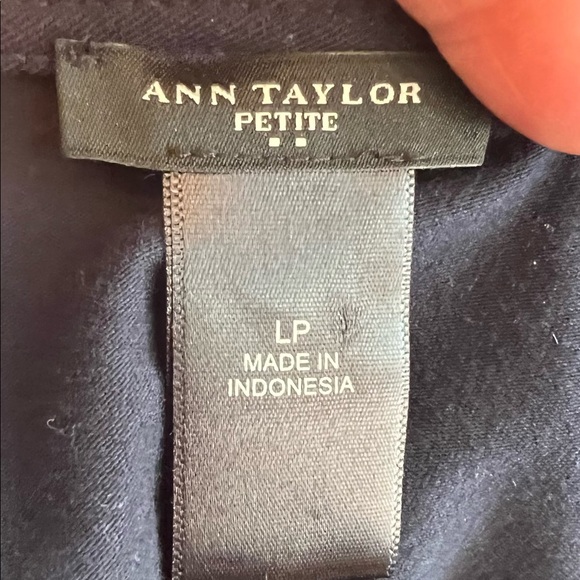 ANN TAYLOR
PETITE
LP
MADE IN
INDONESIA